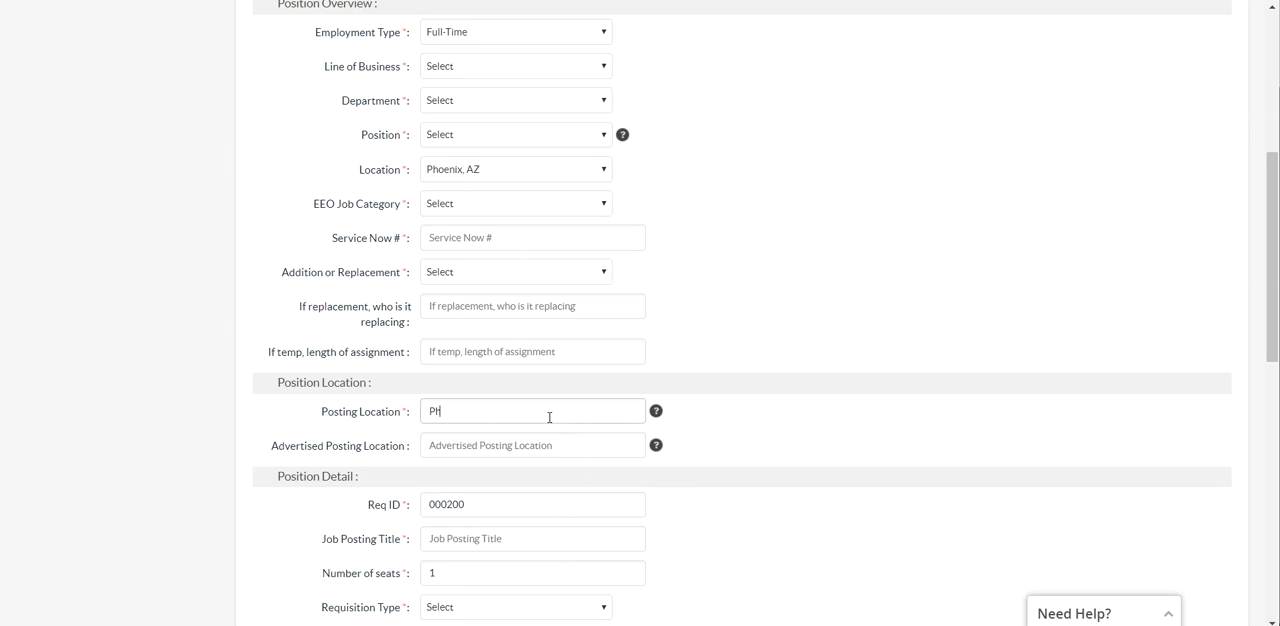 Position Overview :
Employment Type *: Full-Time
Line of Business *: Select
Department *: Select
Position *: Select ?
Location *: Phoenix, AZ
EEO Job Category *: Select
Service Now # *: Service Now #
Addition or Replacement *: Select
If replacement, who is it If replacement, who is it replacing
replacing :
If temp, length of assignment : If temp, length of assignment
Position Location :
Posting Location *: Ph ?
Advertised Posting Location : Advertised Posting Location ?
Position Detail :
Req ID *: 000200
Job Posting Title *: Job Posting Title
Number of seats *: 1
Requisition Type *: Select
Need Help?